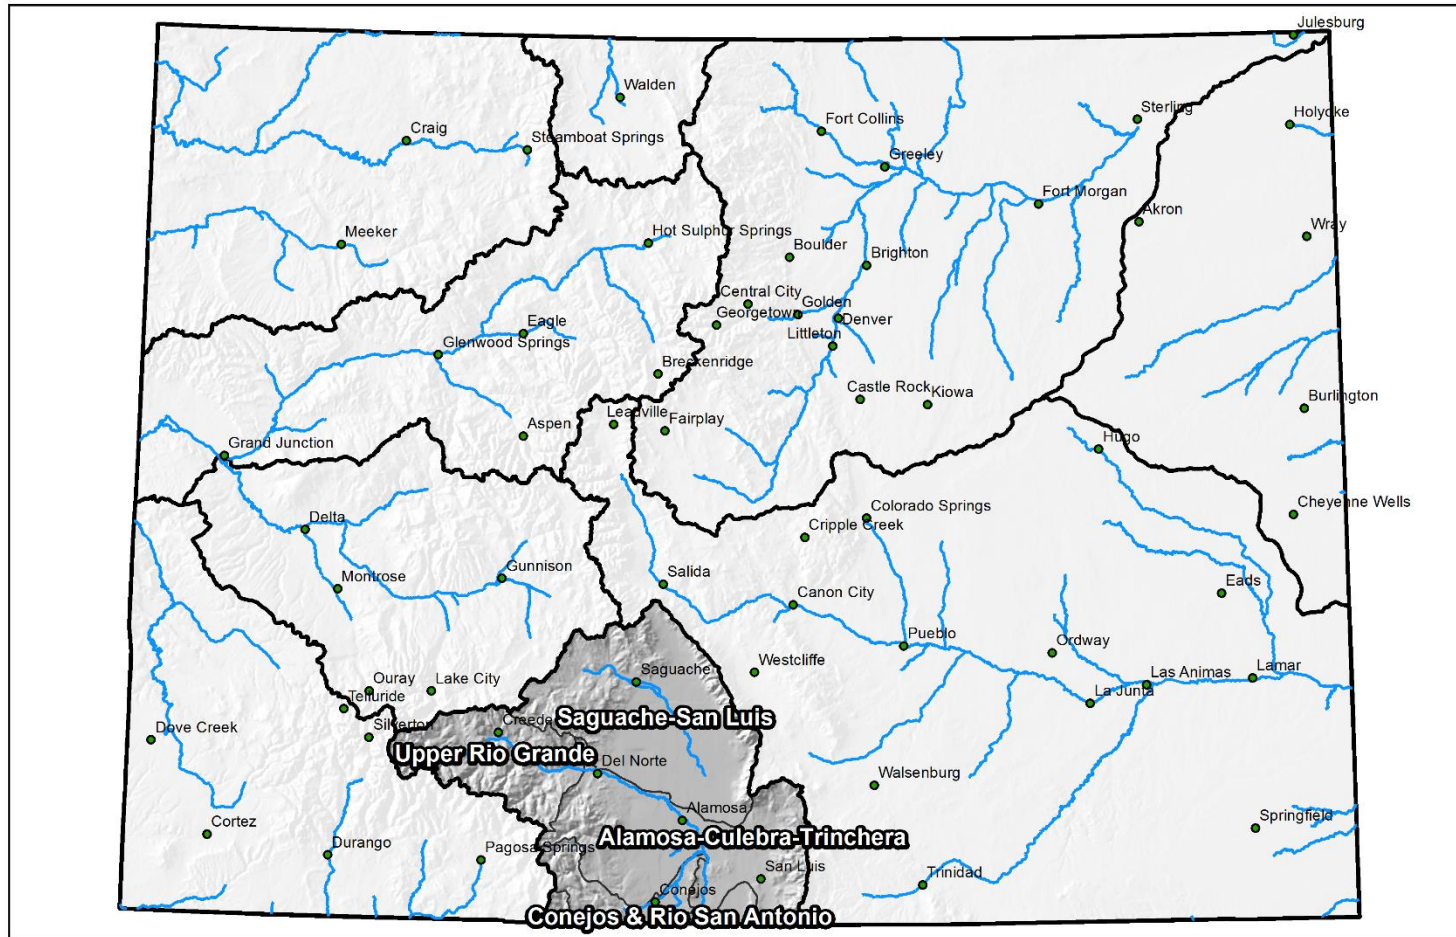 Julesburg
Walden
Sterling
Holyoke
Fort Collins
Craig
Steamboat Springs
Greeley
Fort Morgan
Akron
Meeker
Hot Sulphur Springs
Wray
Boulder
Brighton
Central City
Golden
Georgetown
Denver
Eagle
Littleton
Glenwood Springs
Breckenridge
Castle Rock
Kiowa
Burlington
Leadville
Aspen
Fairplay
Grand Junction
Hugo
Colorado Springs
Cheyenne Wells
Delta
Cripple Creek
Gunnison
Montrose
Salida
Eads
Canon City
Pueblo
Ordway
Saguache
Westcliffe
Las Animas
Lamar
Ouray
Lake City
La Junta
Telluride
Saguache-San Luis
Dove Creek
Silverton
Creede
Upper Rio Grande
Del Norte
Walsenburg
Alamosa
Springfield
Cortez
Alamosa-Culebra-Trinchera
Durango
Pagosa Springs
San Luis
Trinidad
Conejos
Conejos & Rio San Antonio